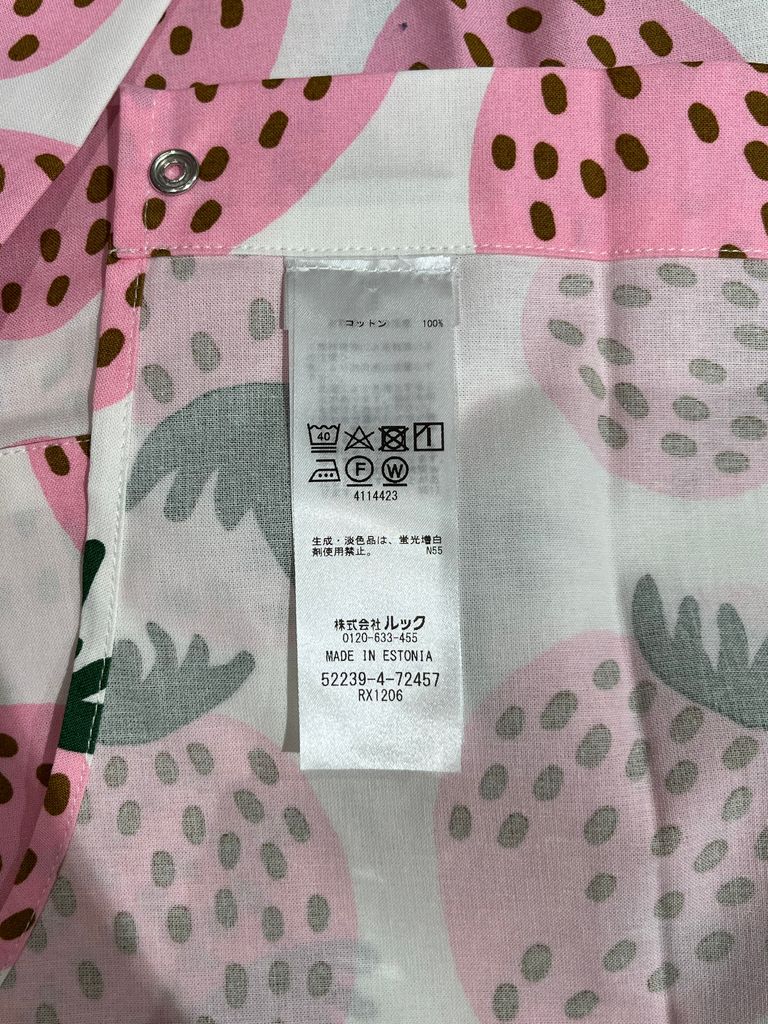 コットン 100%
40
F W
4114423
生成・淡色品は、蛍光増白
剤使用禁止。 N55
株式会社ルック
0120-633-455
MADE IN ESTONIA
52239-4-72457
RX1206